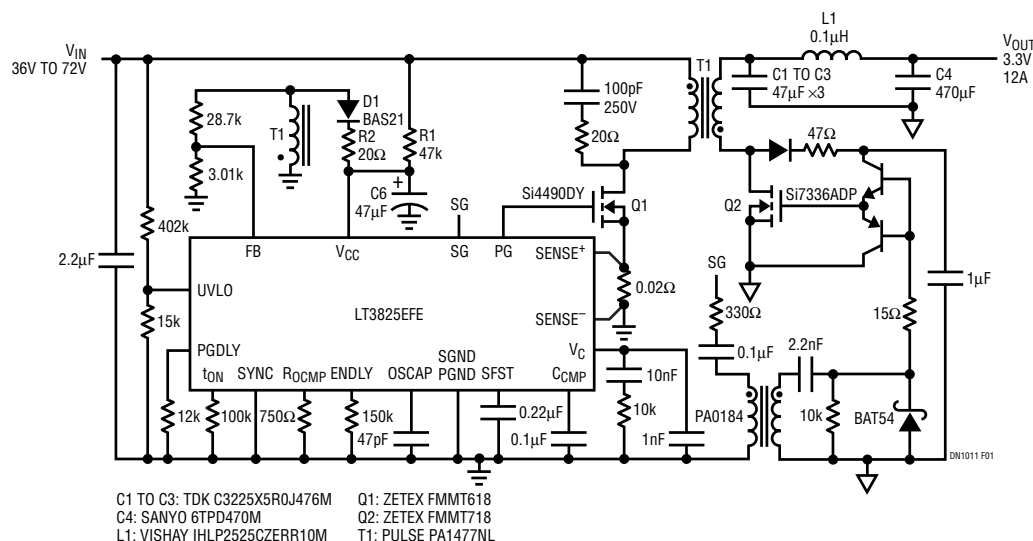 VIN
36V TO 72V
28.7k
3.01k
T1
D1
BAS21
R2
20Ω
R1
47k
C6
47µF
+
402k
2.2µF
15k
100pF
250V
20Ω
T1
L1
0.1µH
VOUT
3.3V
12A
C1 TO C3
47µF ×3
C4
470µF
47Ω
Si4490DY
Q1
Q2
Si7336ADP
SG
FB
VCC
SG
PG
SENSE+
SENSE–
0.02Ω
UVLO
LT3825EFE
PGDLY
tON
SYNC
ROCMP
ENDLY
OSCAP
SGND
PGND
SFST
CCMP
VC
12k
100k
750Ω
150k
47pF
0.22µF
0.1µF
10nF
10k
1nF
SG
330Ω
0.1µF
PA0184
2.2nF
10k
15Ω
BAT54
1µF
DN1011 F01
C1 TO C3: TDK C3225X5R0J476M
C4: SANYO 6TPD470M
L1: VISHAY IHLP2525CZERR10M
Q1: ZETEX FMMT618
Q2: ZETEX FMMT718
T1: PULSE PA1477NL